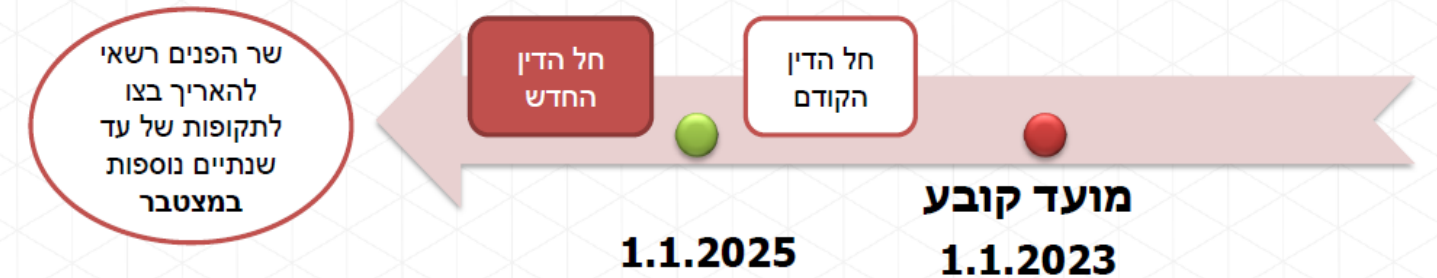 חל הדין
הקודם
חל הדין
החדש
שר הפנים רשאי
להאריך בצו
לתקופות של עד
שנתיים נוספות
במצטבר
מועד קובע
1.1.2023
1.1.2025